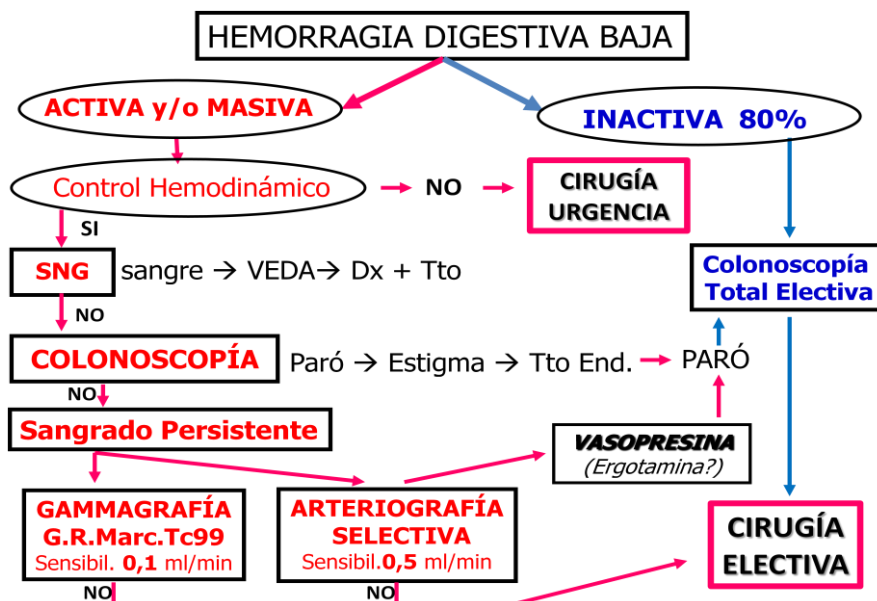 HEMORRAGIA DIGESTIVA BAJA
ACTIVA y/o MASIVA
INACTIVA 80%
Control Hemodinámico
NO
CIRUGÍA
URGENCIA
SI
SNG
sangre → VEDA→ Dx + Tto
Colonoscopía
Total Electiva
NO
COLONOSCOPÍA
Paró → Estigma → Tto End.
PARÓ
NO
Sangrado Persistente
VASOPRESINA
(Ergotamina?)
GAMMAGRAFÍA
G.R.Marc.Tc99
Sensibil. 0,1 ml/min
ARTERIOGRAFÍA
SELECTIVA
Sensibil.0,5 ml/min
CIRUGÍA
ELECTIVA
NO
NO